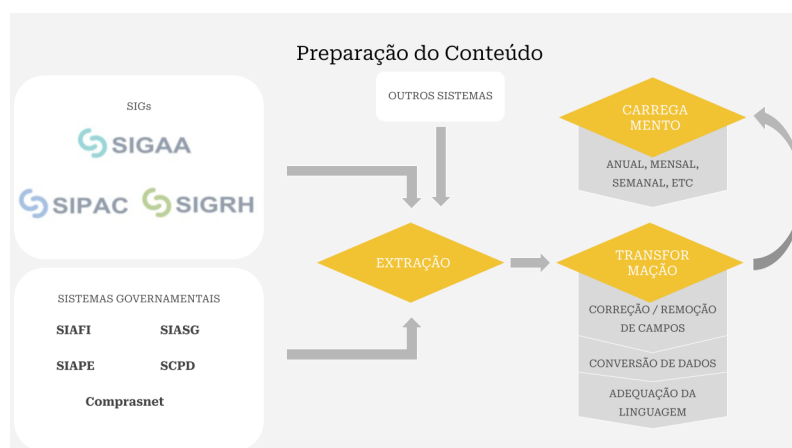 Preparação do Conteúdo
SIGs
SIGAA
SIPAC
SIGRH
SISTEMAS GOVERNAMENTAIS
SIAFI
SIASG
SIAPE
SCPD
Comprasnet
OUTROS SISTEMAS
EXTRAÇÃO
CARREGA
MENTO
ANUAL, MENSAL,
SEMANAL, ETC
TRANSFOR
MAÇÃO
CORREÇÃO / REMOÇÃO
DE CAMPOS
CONVERSÃO DE DADOS
ADEQUAÇÃO DA
LINGUAGEM